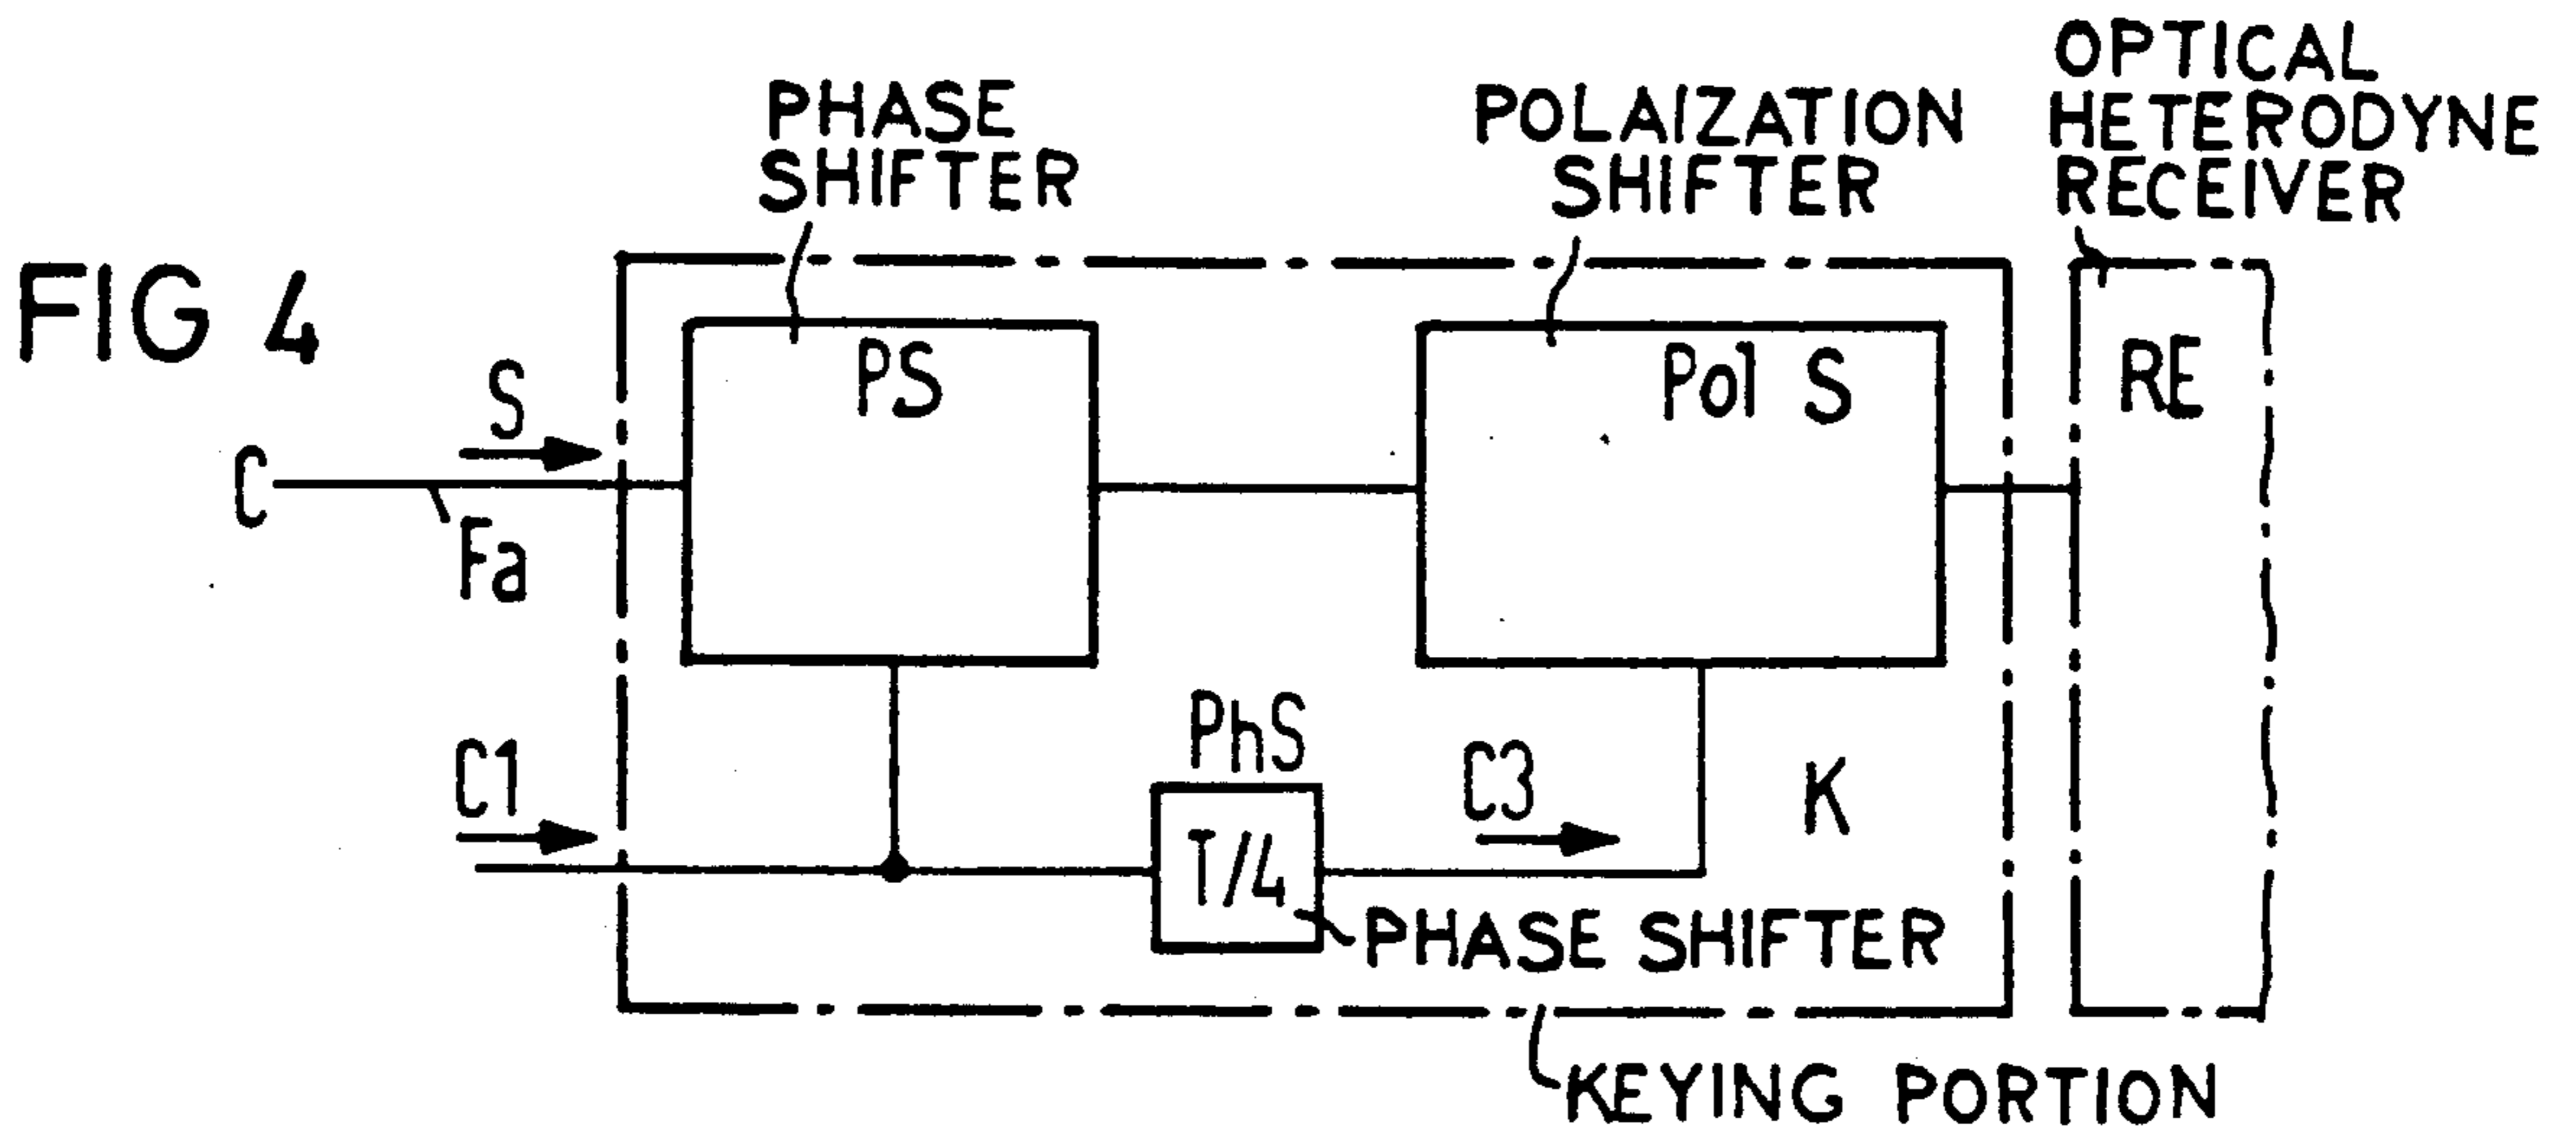 FIG 4
PHASE
SHIFTER
POLAIZATION
SHIFTER
OPTICAL
HETERODYNE
RECEIVER
PS
Pol S
RE
S
C
Fa
C1
PhS
T/4
C3
K
PHASE SHIFTER
KEYING PORTION